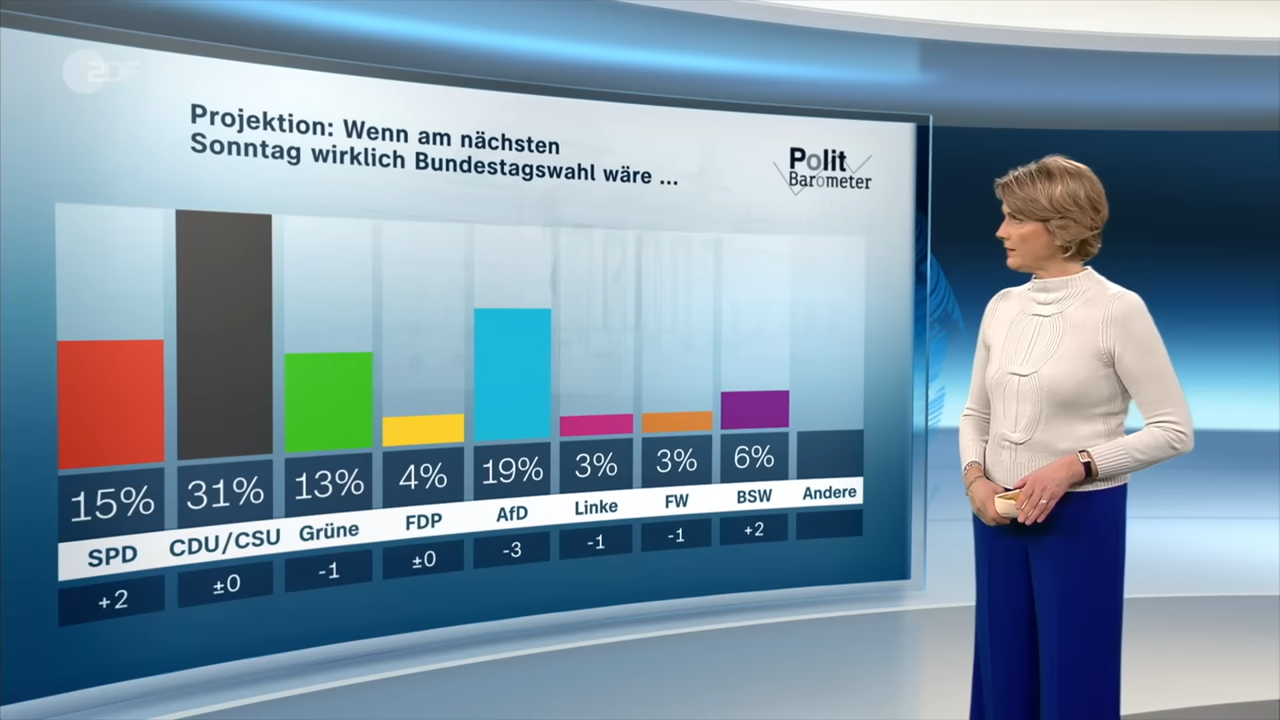 ZDF
Projektion: Wenn am nächsten
Sonntag wirklich Bundestagswahl wäre ...
Polit
Barometer
15% 31% 13% 4% 19% 3% 3% 6%
SPD CDU/CSU Grüne FDP AfD Linke FW BSW Andere
+2 ±0 -1 ±0 -3 -1 -1 +2